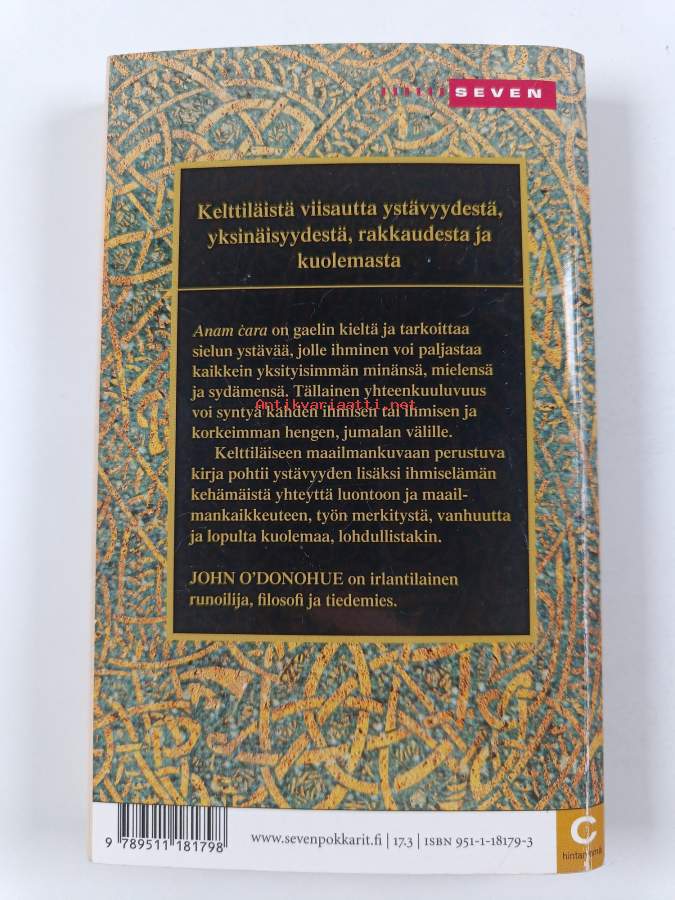 SEVEN
Kelttiläistä viisautta ystävyydestä,
yksinäisyydestä, rakkaudesta ja
kuolemasta
Anam ċara on gaelin kieltä ja tarkoittaa
sielun ystävää, jolle ihminen voi paljastaa
kaikkein yksityisimmän minänsä, mielensä
ja sydämensä. Tällainen yhteenkuuluvuus
Antikvariaatti.net
voi syntyä kahden ihmisen tai ihmisen ja
korkeimman hengen, jumalan välille.
Kelttiläiseen maailmankuvaan perustuva
kirja pohtii ystävyyden lisäksi ihmiselämän
kehämäistä yhteyttä luontoon ja maail-
mankaikkeuteen, työn merkitystä, vanhuutta
ja lopulta kuolemaa, lohdullistakin.
JOHN O'DONOHUE on irlantilainen
runoilija, filosofi ja tiedemies.
9 789511 181798
www.sevenpokkarit.fi | 17.3 | ISBN 951-1-18179-3
C